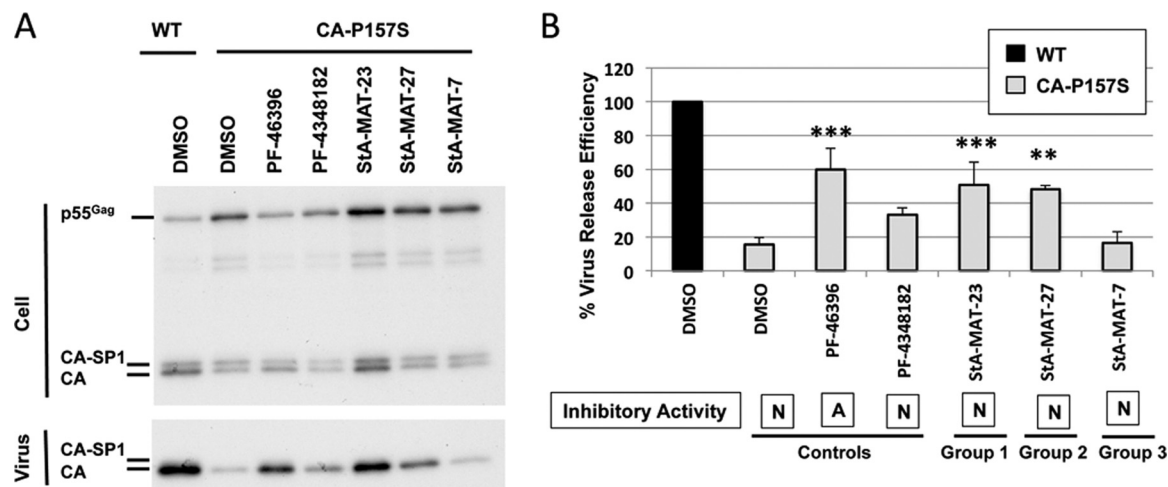 A
WT
CA-P157S
DMSO
DMSO
PF-46396
PF-4348182
StA-MAT-23
StA-MAT-27
StA-MAT-7
Cell
p55Gag
CA-SP1
CA
Virus
CA-SP1
CA
B
WT
CA-P157S
% Virus Release Efficiency
120
100
80
60
40
20
0
***
***
**
DMSO
DMSO
PF-46396
PF-4348182
StA-MAT-23
StA-MAT-27
StA-MAT-7
Inhibitory Activity
N A N N N N
Controls Group 1 Group 2 Group 3